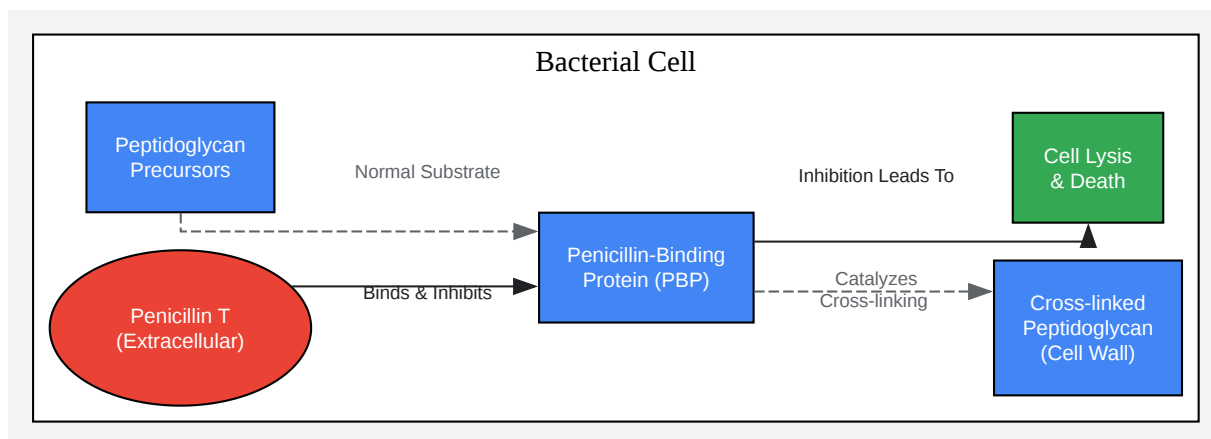 Bacterial Cell
Peptidoglycan
Precursors
Normal Substrate
Inhibition Leads To
Cell Lysis
& Death
Penicillin-Binding
Protein (PBP)
Binds & Inhibits
Catalyzes
Cross-linking
Penicillin T
(Extracellular)
Cross-linked
Peptidoglycan
(Cell Wall)